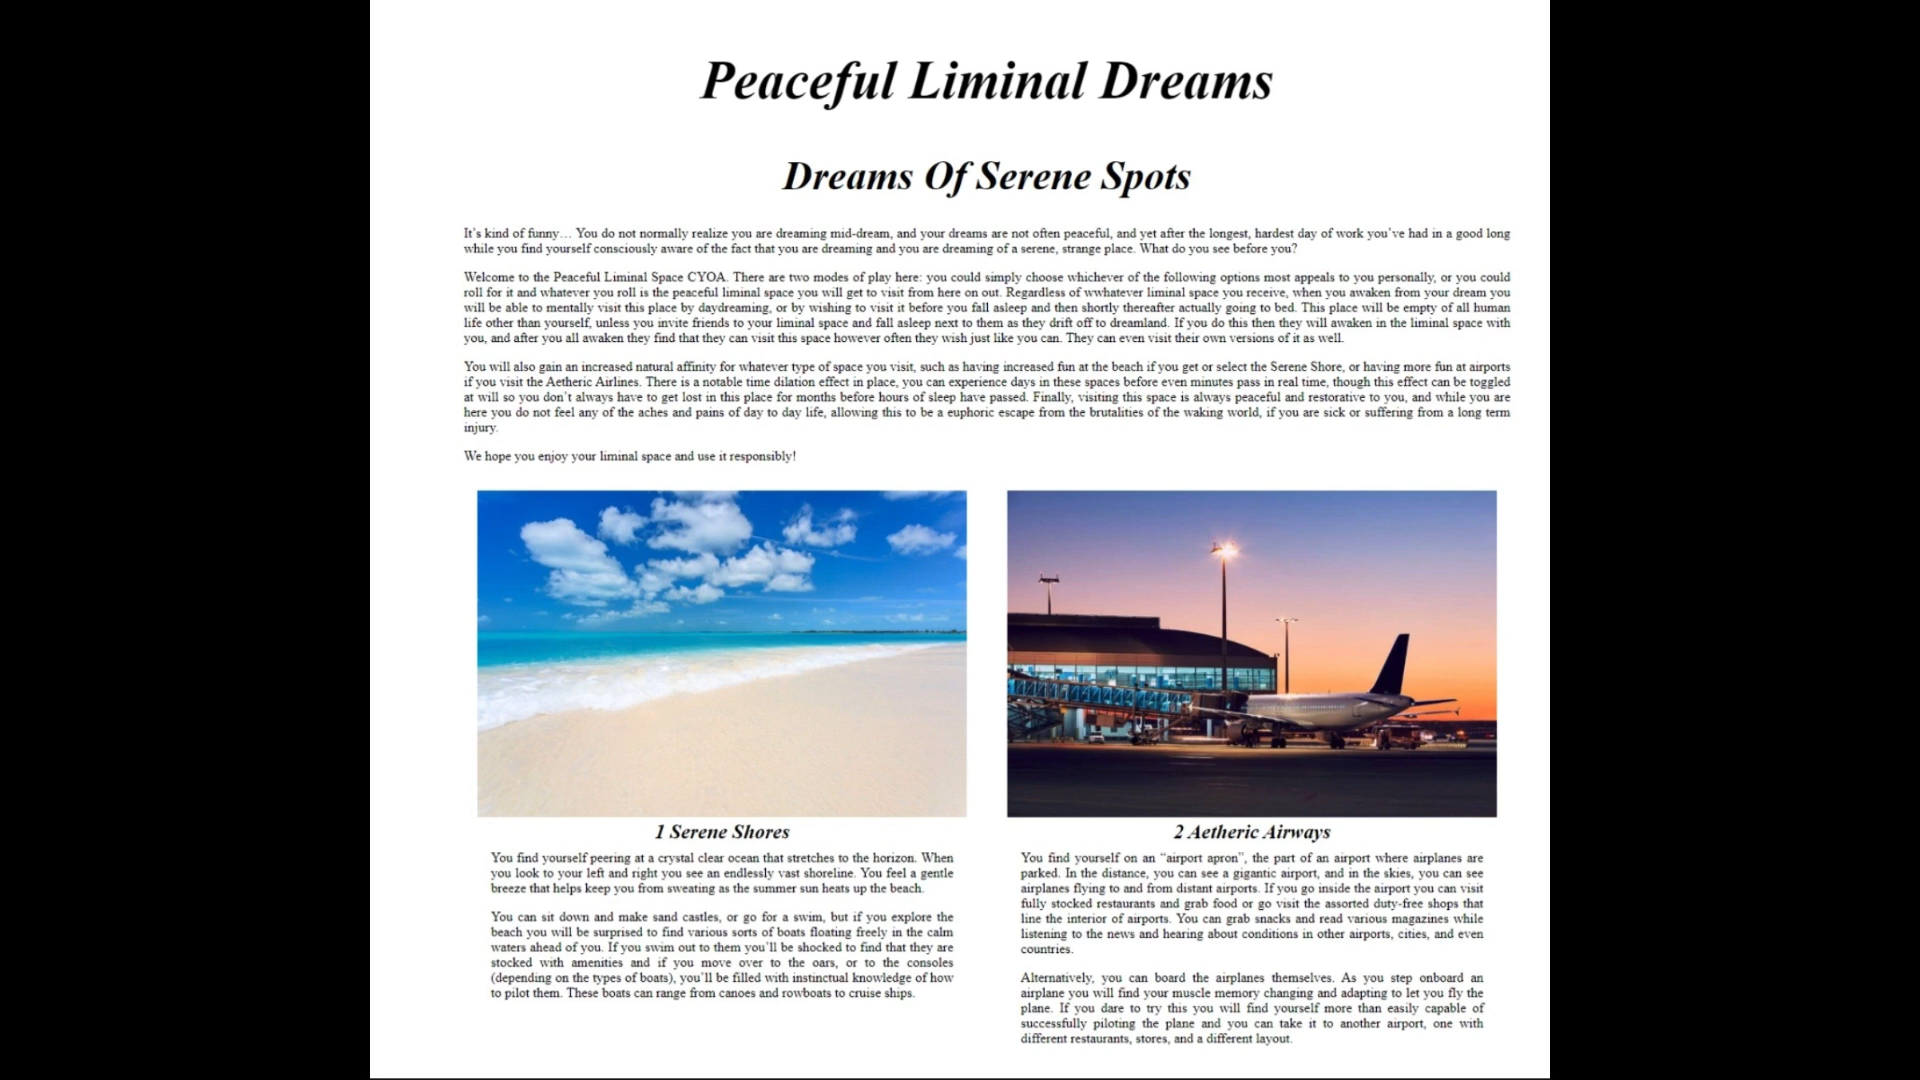 Peaceful Liminal Dreams
Dreams Of Serene Spots
It's kind of funny… You do not normally realize you are dreaming mid-dream, and your dreams are not often peaceful, and yet after the longest, hardest day of work you've had in a good long
while you find yourself consciously aware of the fact that you are dreaming and you are dreaming of a serene, strange place. What do you see before you?
Welcome to the Peaceful Liminal Space CYOA. There are two modes of play here: you could simply choose whichever of the following options most appeals to you personally, or you could
roll for it and whatever you roll is the peaceful liminal space you will get to visit from here on out. Regardless of wwhatever liminal space you receive, when you awaken from your dream you
will be able to mentally visit this place by daydreaming, or by wishing to visit it before you fall asleep and then shortly thereafter actually going to bed. This place will be empty of all human
life other than yourself, unless you invite friends to your liminal space and fall asleep next to them as they drift off to dreamland. If you do this then they will awaken in the liminal space with
you, and after you all awaken they find that they can visit this space however often they wish just like you can. They can even visit their own versions of it as well.
You will also gain an increased natural affinity for whatever type of space you visit, such as having increased fun at the beach if you get or select the Serene Shore, or having more fun at airports
if you visit the Aetheric Airlines. There is a notable time dilation effect in place, you can experience days in these spaces before even minutes pass in real time, though this effect can be toggled
at will so you don't always have to get lost in this place for months before hours of sleep have passed. Finally, visiting this space is always peaceful and restorative to you, and while you are
here you do not feel any of the aches and pains of day to day life, allowing this to be a euphoric escape from the brutalities of the waking world, if you are sick or suffering from a long term
injury.
We hope you enjoy your liminal space and use it responsibly!
1 Serene Shores
You find yourself peering at a crystal clear ocean that stretches to the horizon. When
you look to your left and right you see an endlessly vast shoreline. You feel a gentle
breeze that helps keep you from sweating as the summer sun heats up the beach.
You can sit down and make sand castles, or go for a swim, but if you explore the
beach you will be surprised to find various sorts of boats floating freely in the calm
waters ahead of you. If you swim out to them you'll be shocked to find that they are
stocked with amenities and if you move over to the oars, or to the consoles
(depending on the types of boats), you'll be filled with instinctual knowledge of how
to pilot them. These boats can range from canoes and rowboats to cruise ships.
2 Aetheric Airways
You find yourself on an “airport apron”, the part of an airport where airplanes are
parked. In the distance, you can see a gigantic airport, and in the skies, you can see
airplanes flying to and from distant airports. If you go inside the airport you can visit
fully stocked restaurants and grab food or go visit the assorted duty-free shops that
line the interior of airports. You can grab snacks and read various magazines while
listening to the news and hearing about conditions in other airports, cities, and even
countries.
Alternatively, you can board the airplanes themselves. As you step onboard an
airplane you will find your muscle memory changing and adapting to let you fly the
plane. If you dare to try this you will find yourself more than easily capable of
successfully piloting the plane and you can take it to another airport, one with
different restaurants, stores, and a different layout.